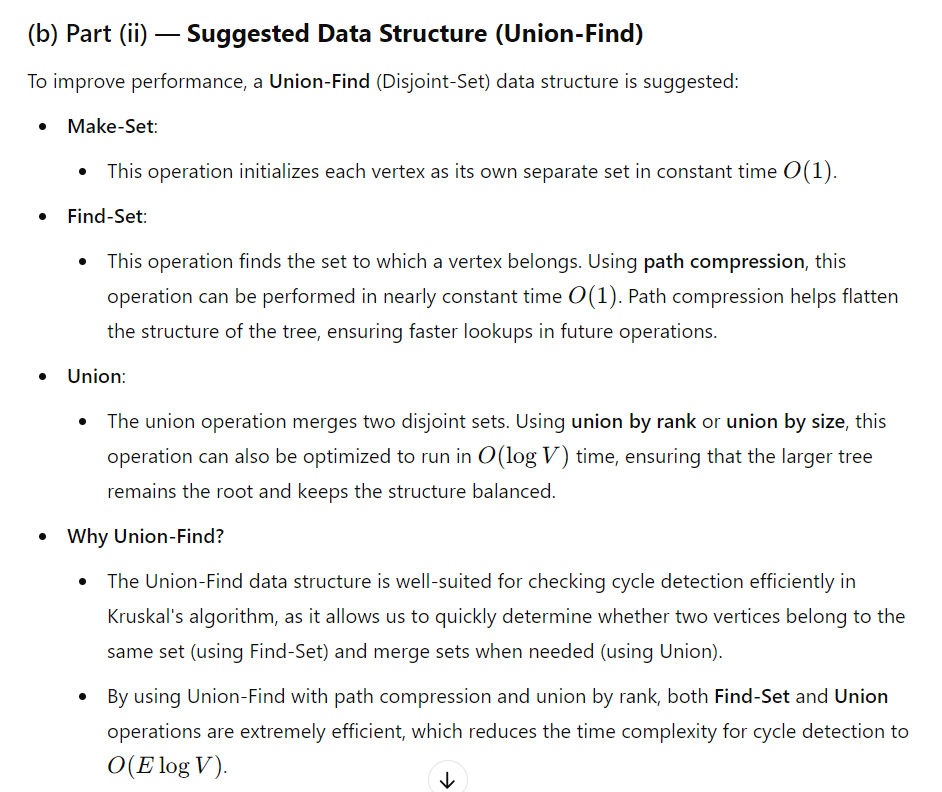 (b) Part (ii) — Suggested Data Structure (Union-Find)
To improve performance, a Union-Find (Disjoint-Set) data structure is suggested:
• Make-Set:
• This operation initializes each vertex as its own separate set in constant time O(1).
• Find-Set:
• This operation finds the set to which a vertex belongs. Using path compression, this
operation can be performed in nearly constant time O(1). Path compression helps flatten
the structure of the tree, ensuring faster lookups in future operations.
• Union:
• The union operation merges two disjoint sets. Using union by rank or union by size, this
operation can also be optimized to run in O(log V) time, ensuring that the larger tree
remains the root and keeps the structure balanced.
• Why Union-Find?
• The Union-Find data structure is well-suited for checking cycle detection efficiently in
Kruskal's algorithm, as it allows us to quickly determine whether two vertices belong to the
same set (using Find-Set) and merge sets when needed (using Union).
• By using Union-Find with path compression and union by rank, both Find-Set and Union
operations are extremely efficient, which reduces the time complexity for cycle detection to
O(E log V).